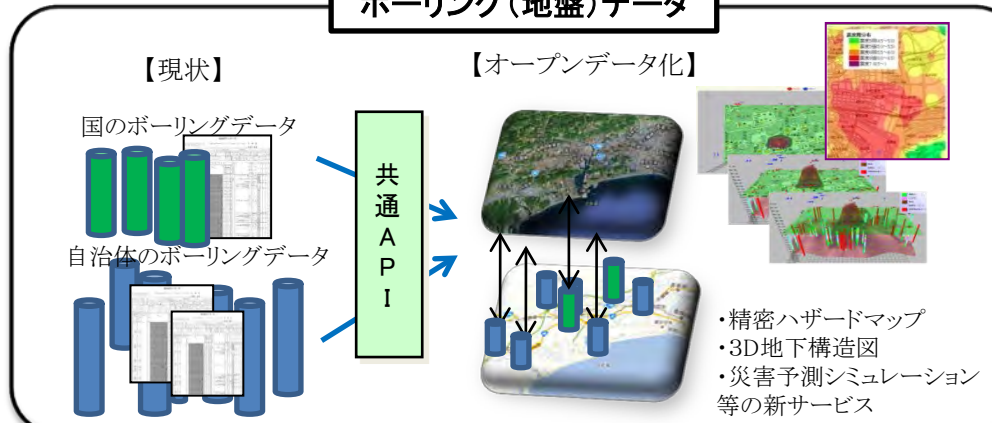 ボーリング(地盤)データ
【現状】
【オープンデータ化】
国のボーリングデータ
自治体のボーリングデータ
共通API
・精密ハザードマップ
・3D地下構造図
・災害予測シミュレーション
等の新サービス